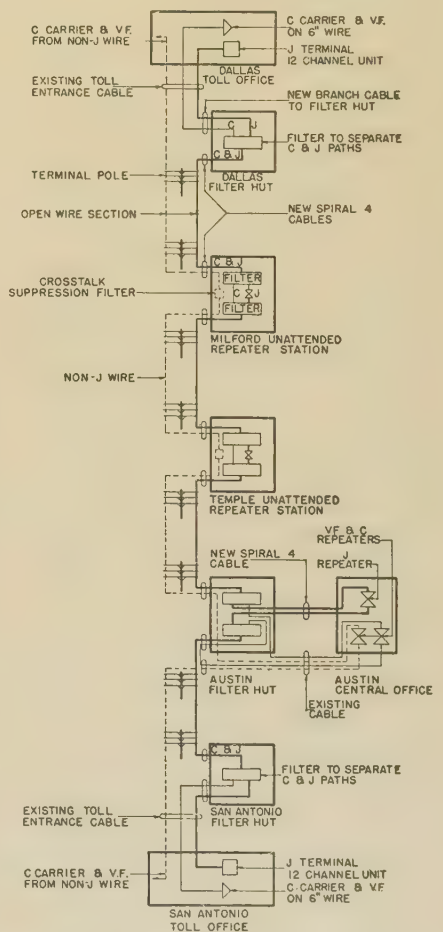 C CARRIER & V.F.
FROM NON-J WIRE
C CARRIER & V.F.
ON 6" WIRE
J TERMINAL
12 CHANNEL UNIT
DALLAS
TOLL OFFICE
EXISTING TOLL
ENTRANCE CABLE
NEW BRANCH CABLE
TO FILTER HUT
C
J
FILTER TO SEPARATE
C & J PATHS
C & J
DALLAS
FILTER HUT
TERMINAL POLE
OPEN WIRE SECTION
NEW SPIRAL 4
CABLES
C & J
FILTER
C
J
FILTER
CROSSTALK
SUPPRESSION FILTER
MILFORD UNATTENDED
REPEATER STATION
NON-J WIRE
TEMPLE UNATTENDED
REPEATER STATION
VF & C
REPEATERS
NEW SPIRAL 4
CABLE
J
REPEATER
AUSTIN
FILTER HUT
AUSTIN
CENTRAL OFFICE
EXISTING
CABLE
C & J
FILTER TO SEPARATE
C & J PATHS
SAN ANTONIO
FILTER HUT
EXISTING TOLL
ENTRANCE CABLE
C CARRIER & V.F.
FROM NON-J WIRE
J TERMINAL
12 CHANNEL UNIT
C-CARRIER & V.F.
ON 6" WIRE
SAN ANTONIO
TOLL OFFICE